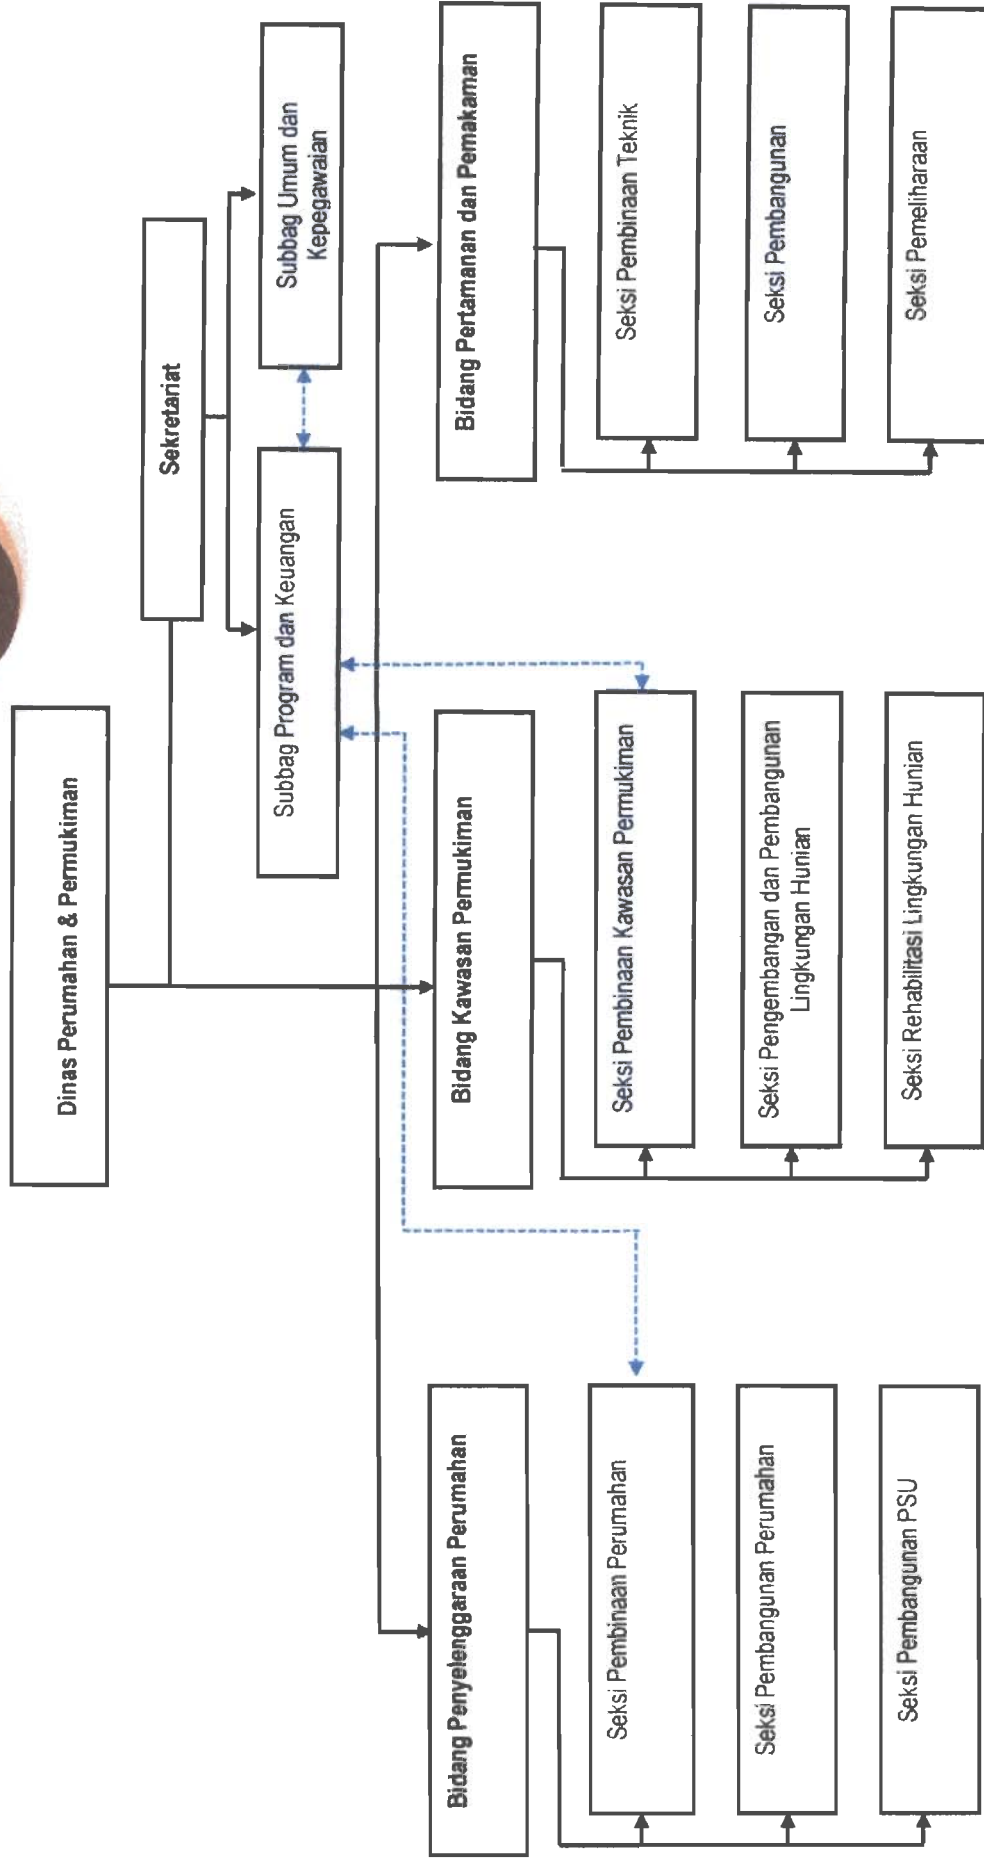 Dinas Perumahan & Permukiman
Sekretariat
Subbag Program dan Keuangan
Subbag Umum dan
Kepegawaian
Bidang Penyelenggaraan Perumahan
Seksi Pembinaan Perumahan
Seksi Pembangunan Perumahan
Seksi Pembangunan PSU
Bidang Kawasan Permukiman
Seksi Pembinaan Kawasan Permukiman
Seksi Pengembangan dan Pembangunan
Lingkungan Hunian
Seksi Rehabilitasi Lingkungan Hunian
Bidang Pertamanan dan Pemakaman
Seksi Pembinaan Teknik
Seksi Pembangunan
Seksi Pemeliharaan